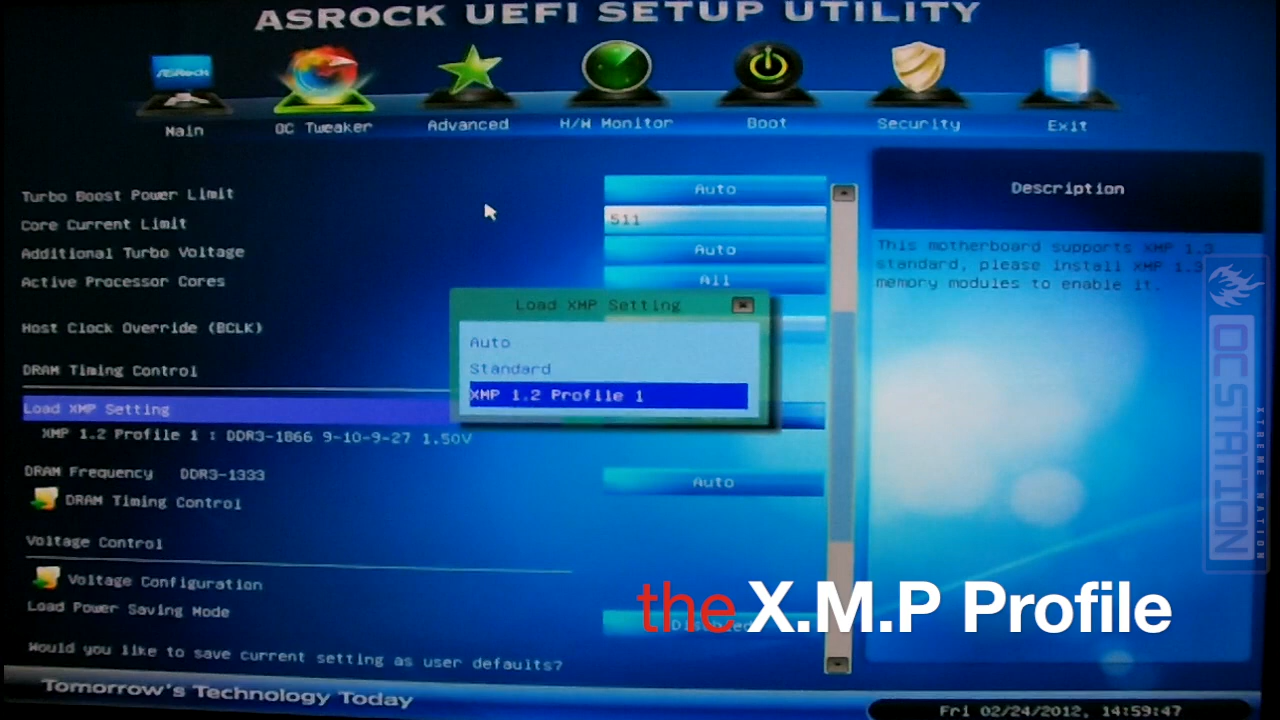 ASROCK UEFI SETUP UTILITY
ASRock
Main
OC Tweaker
Advanced
H/W Monitor
Boot
Security
Exit
Turbo Boost Power Limit
Auto
Core Current Limit
511
Additional Turbo Voltage
Auto
Active Processor Cores
All
Host Clock Override (BCLK)
DRAM Timing Control
Load XMP Setting
XMP 1.2 Profile 1 : DDR3-1866 9-10-9-27 1.50V
DRAM Frequency DDR3-1333
Auto
DRAM Timing Control
Voltage Control
Voltage Configuration
Load Power Saving Mode
Disabled
Would you like to save current setting as user defaults?
Load XMP Setting
Auto
Standard
XMP 1.2 Profile 1
Description
This motherboard supports XMP 1.3
standard, please install XMP 1.3
memory modules to enable it.
OCSTATION
XTREME NATION
the X.M.P Profile
Tomorrow's Technology Today
Fri 02/24/2012, 14:59:47